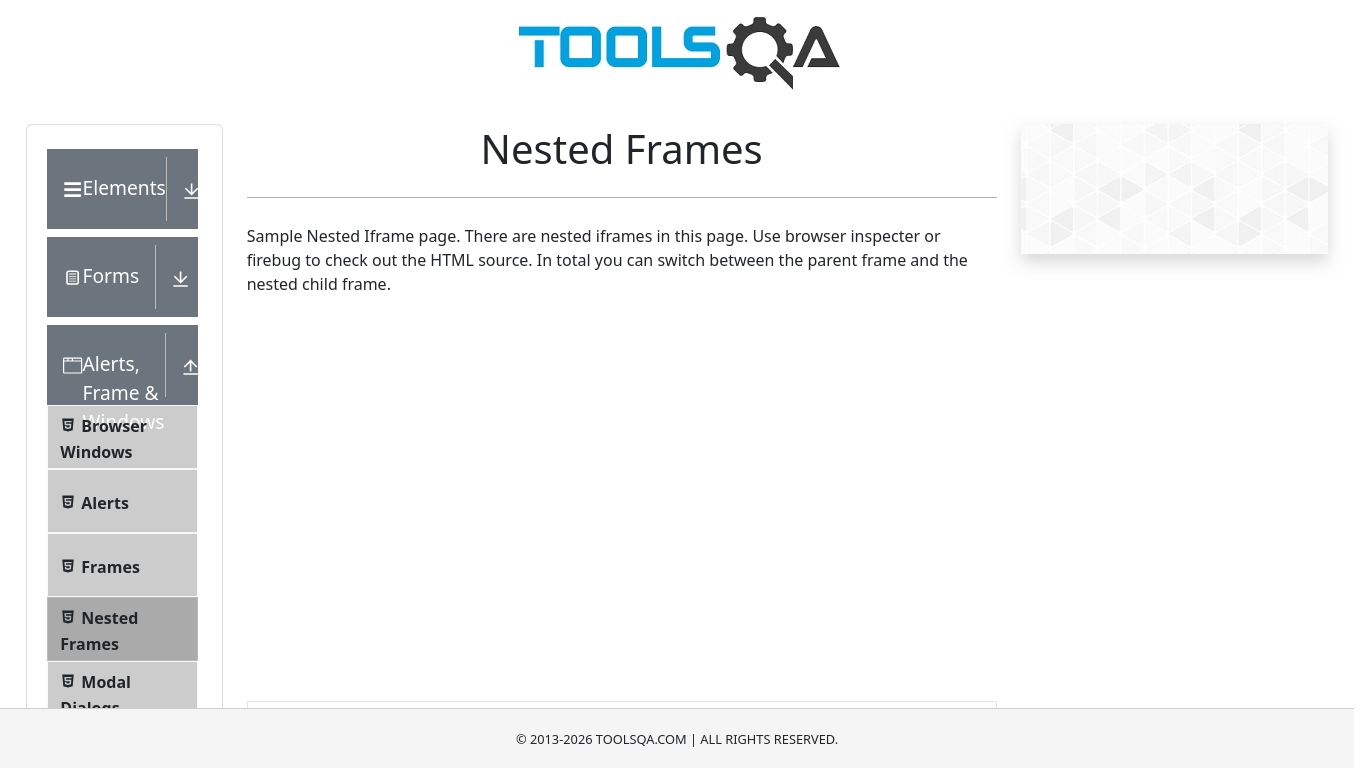 TOOLSQA
Elements
Forms
Alerts,
Frame &
Windows
Browser
Windows
Alerts
Frames
Nested
Frames
Modal
Dialogs
Nested Frames
Sample Nested Iframe page. There are nested iframes in this page. Use browser inspecter or
firebug to check out the HTML source. In total you can switch between the parent frame and the
nested child frame.
© 2013-2026 TOOLSQA.COM | ALL RIGHTS RESERVED.